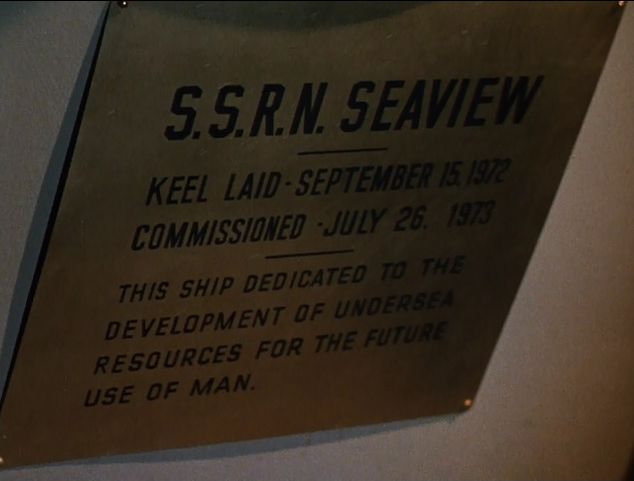 S.S.R.N. SEAVIEW
KEEL LAID-SEPTEMBER 15,1972
COMMISSIONED -JULY 26. 1973
THIS SHIP DEDICATED TO THE
DEVELOPMENT OF UNDERSEA
RESOURCES FOR THE FUTURE
USE OF MAN.